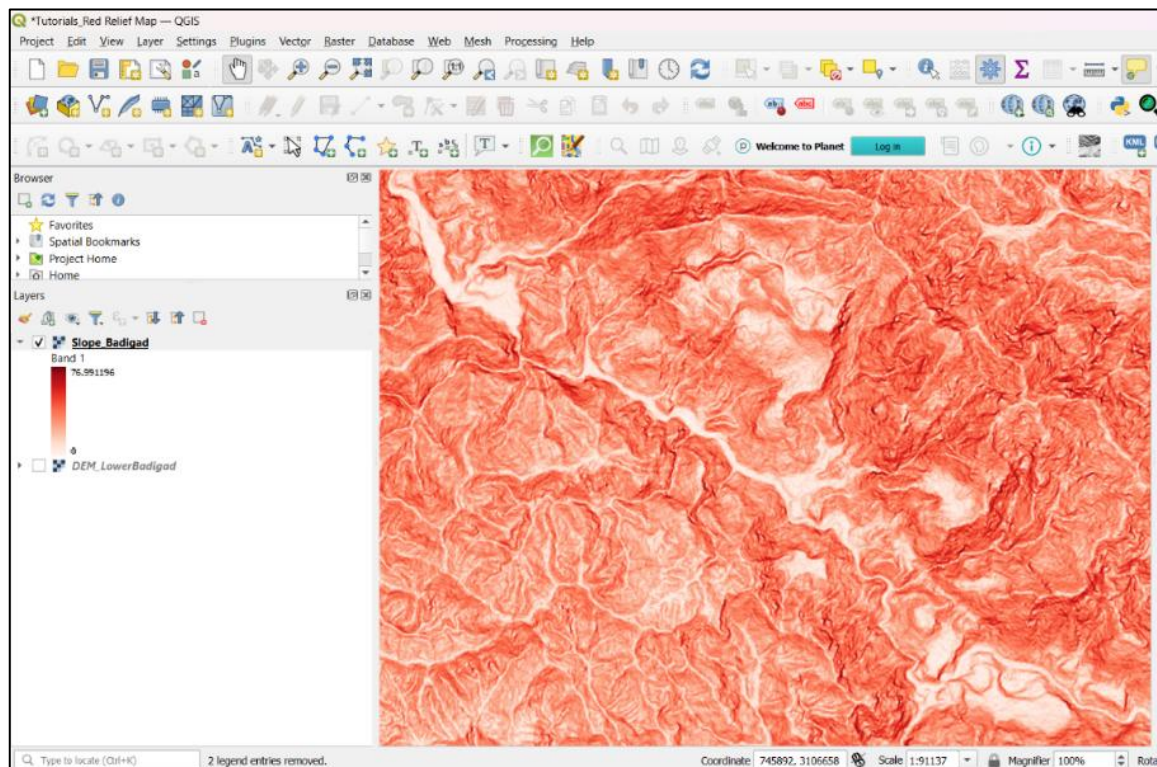 *Tutorials_Red Relief Map — QGIS
Project Edit View Layer Settings Plugins Vector Raster Database Web Mesh Processing Help
Welcome to Planet Log in
KML
Browser
Favorites
Spatial Bookmarks
Project Home
Home
Layers
Slope_Badigad
Band 1
76.991196
0
DEM_LowerBadigad
Type to locate (Ctrl+K) 2 legend entries removed. Coordinate 745892, 3106658 Scale 1:91137 Magnifier 100% Rota